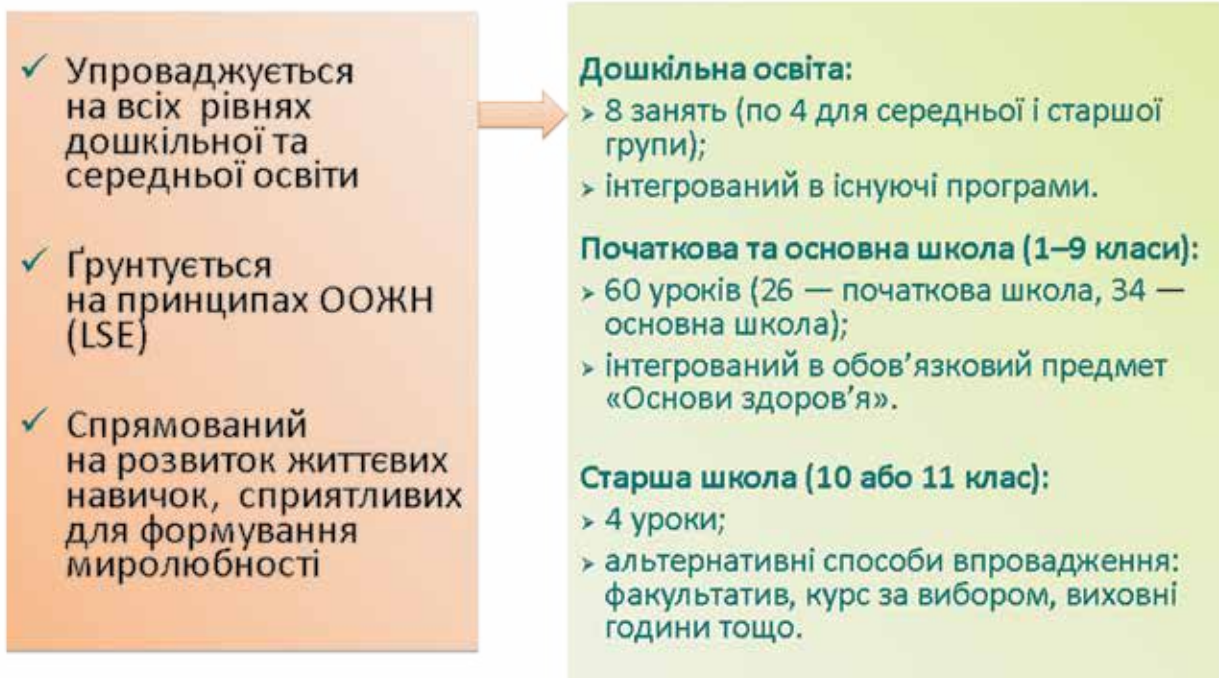 ✓ Упроваджується
на всіх рівнях
дошкільної та
середньої освіти
✓ Ґрунтується
на принципах ООЖН
(LSE)
✓ Спрямований
на розвиток життєвих
навичок, сприятливих
для формування
миролюбності
Дошкільна освіта:
➢ 8 занять (по 4 для середньої і старшої
групи);
➢ інтегрований в існуючі програми.
Початкова та основна школа (1–9 класи):
➢ 60 уроків (26 — початкова школа, 34 —
основна школа);
➢ інтегрований в обов’язковий предмет
«Основи здоров’я».
Старша школа (10 або 11 клас):
➢ 4 уроки;
➢ альтернативні способи впровадження:
факультатив, курс за вибором, виховні
години тощо.